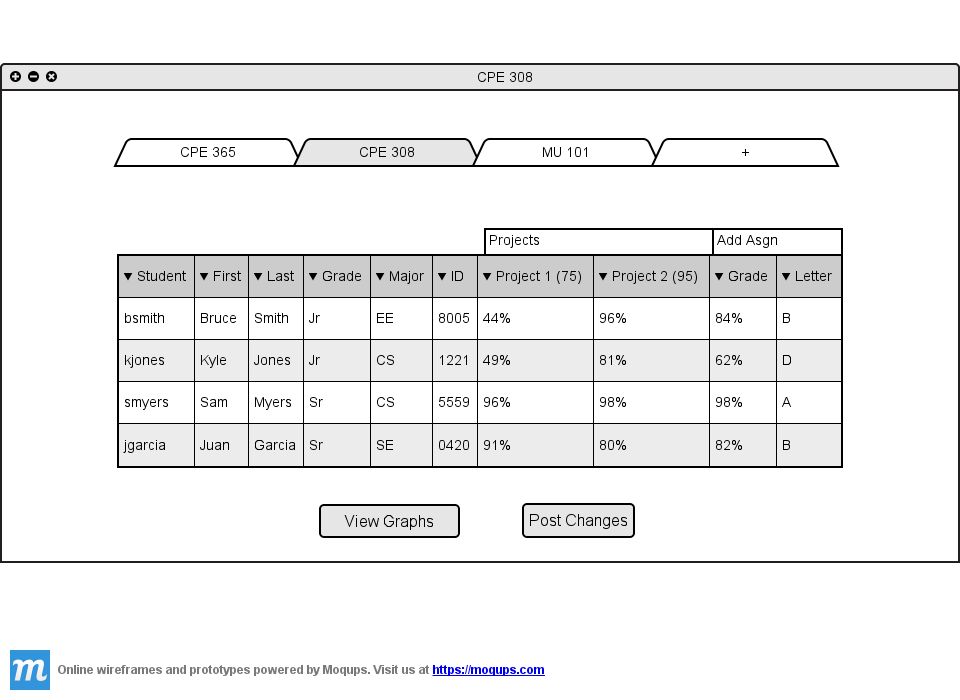 CPE 308
CPE 365 CPE 308 MU 101 +
Projects Add Asgn
Student First Last Grade Major ID Project 1 (75) Project 2 (95) Grade Letter
bsmith Bruce Smith Jr EE 8005 44% 96% 84% B
kjones Kyle Jones Jr CS 1221 49% 81% 62% D
smyers Sam Myers Sr CS 5559 96% 98% 98% A
jgarcia Juan Garcia Sr SE 0420 91% 80% 82% B
View Graphs Post Changes
m Online wireframes and prototypes powered by Moqups. Visit us at https://moqups.com